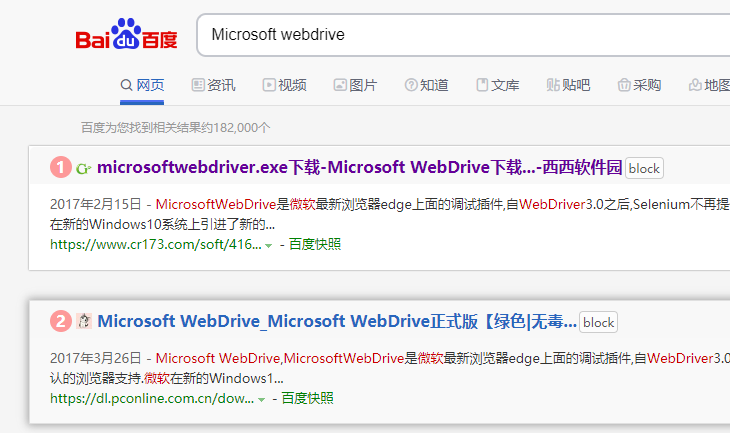 Bai du 百度
Microsoft webdrive
网页 资讯 视频 图片 知道 文库 贴吧 采购 地图
百度为您找到相关结果约182,000个
1 microsoftwebdriver.exe下载-Microsoft WebDrive下载...-西西软件园 block
2017年2月15日 - MicrosoftWebDrive是微软最新浏览器edge上面的调试插件,自WebDriver3.0之后,Selenium不再提
在新的Windows10系统上引进了新的...
https://www.cr173.com/soft/416... - 百度快照
2 Microsoft WebDrive_Microsoft WebDrive正式版【绿色|无毒... block
2017年3月26日 - Microsoft WebDrive,MicrosoftWebDrive是微软最新浏览器edge上面的调试插件,自WebDriver3.0
认的浏览器支持.微软在新的Windows1...
https://dl.pconline.com.cn/dow... - 百度快照